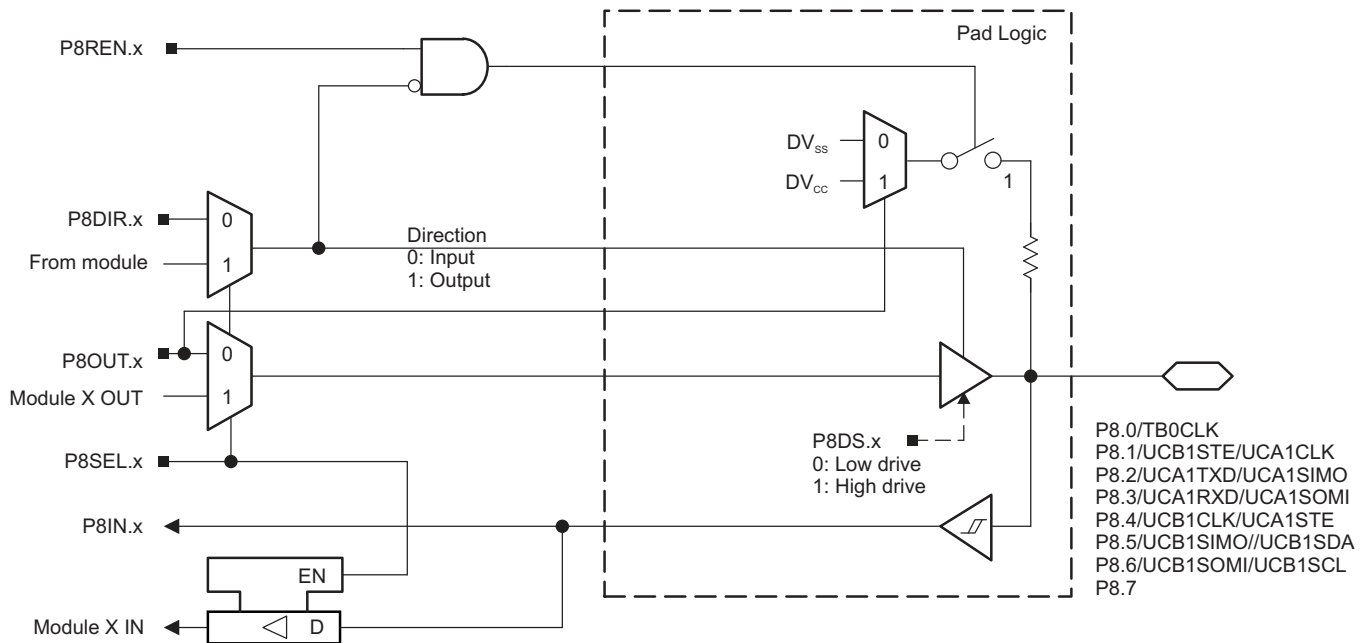 P8REN.x
Pad Logic
DVSS
0
DVCC
1
1
P8DIR.x
0
From module
1
Direction
0: Input
1: Output
P8OUT.x
0
Module X OUT
1
P8DS.x
0: Low drive
1: High drive
P8SEL.x
P8IN.x
EN
Module X IN
D
P8.0/TB0CLK
P8.1/UCB1STE/UCA1CLK
P8.2/UCA1TXD/UCA1SIMO
P8.3/UCA1RXD/UCA1SOMI
P8.4/UCB1CLK/UCA1STE
P8.5/UCB1SIMO//UCB1SDA
P8.6/UCB1SOMI/UCB1SCL
P8.7